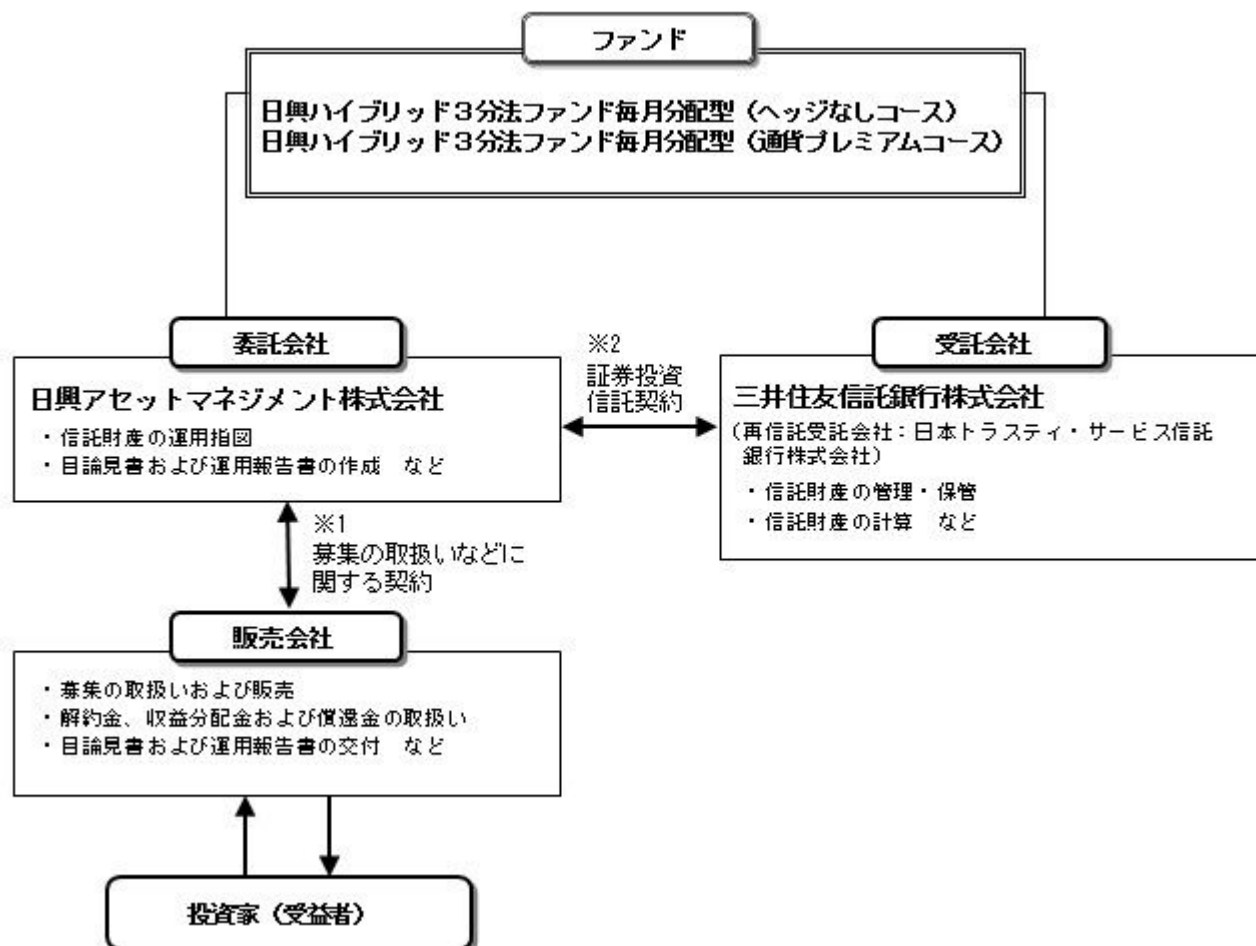 ファンド
日興ハイブリッド3分法ファンド毎月分配型（ヘッジなしコース）
日興ハイブリッド3分法ファンド毎月分配型（通貨プレミアムコース）
委託会社
日興アセットマネジメント株式会社
・信託財産の運用指図
・目論見書および運用報告書の作成　など
※2
証券投資
信託契約
受託会社
三井住友信託銀行株式会社
（再信託受託会社：日本トラスティ・サービス信託
銀行株式会社）
・信託財産の管理・保管
・信託財産の計算　など
※1
募集の取扱いなどに
関する契約
販売会社
・募集の取扱いおよび販売
・解約金、収益分配金および償還金の取扱い
・目論見書および運用報告書の交付　など
投資家（受益者）